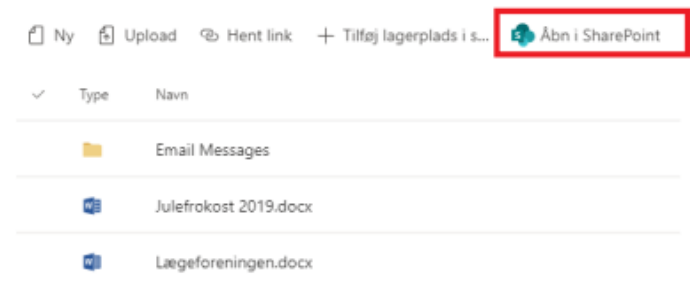 Ny Upload Hent link Tilføj lagerplads i s... Åbn i SharePoint
Type Navn
Email Messages
Julefrokost 2019.docx
Lægeforeningen.docx